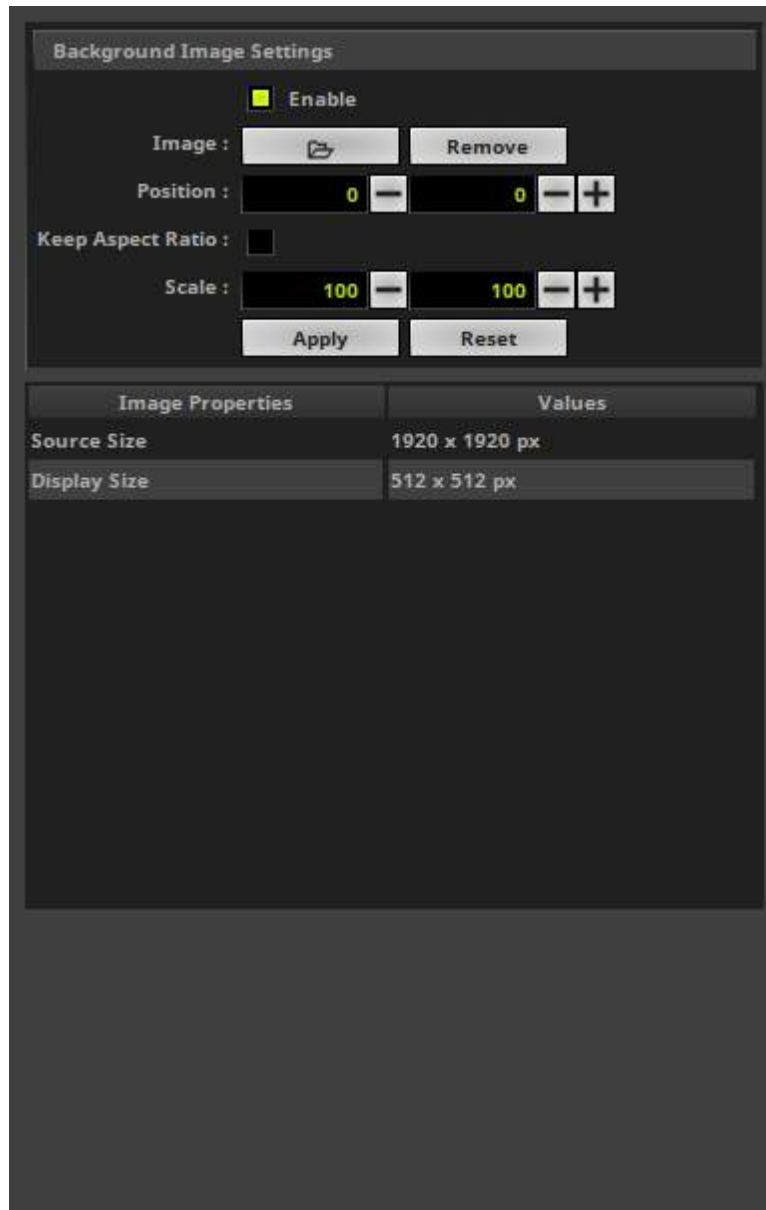 Background Image Settings
Enable
Image : Remove
Position : 0 0
Keep Aspect Ratio :
Scale : 100 100
Apply Reset
Image Properties Values
Source Size 1920 x 1920 px
Display Size 512 x 512 px